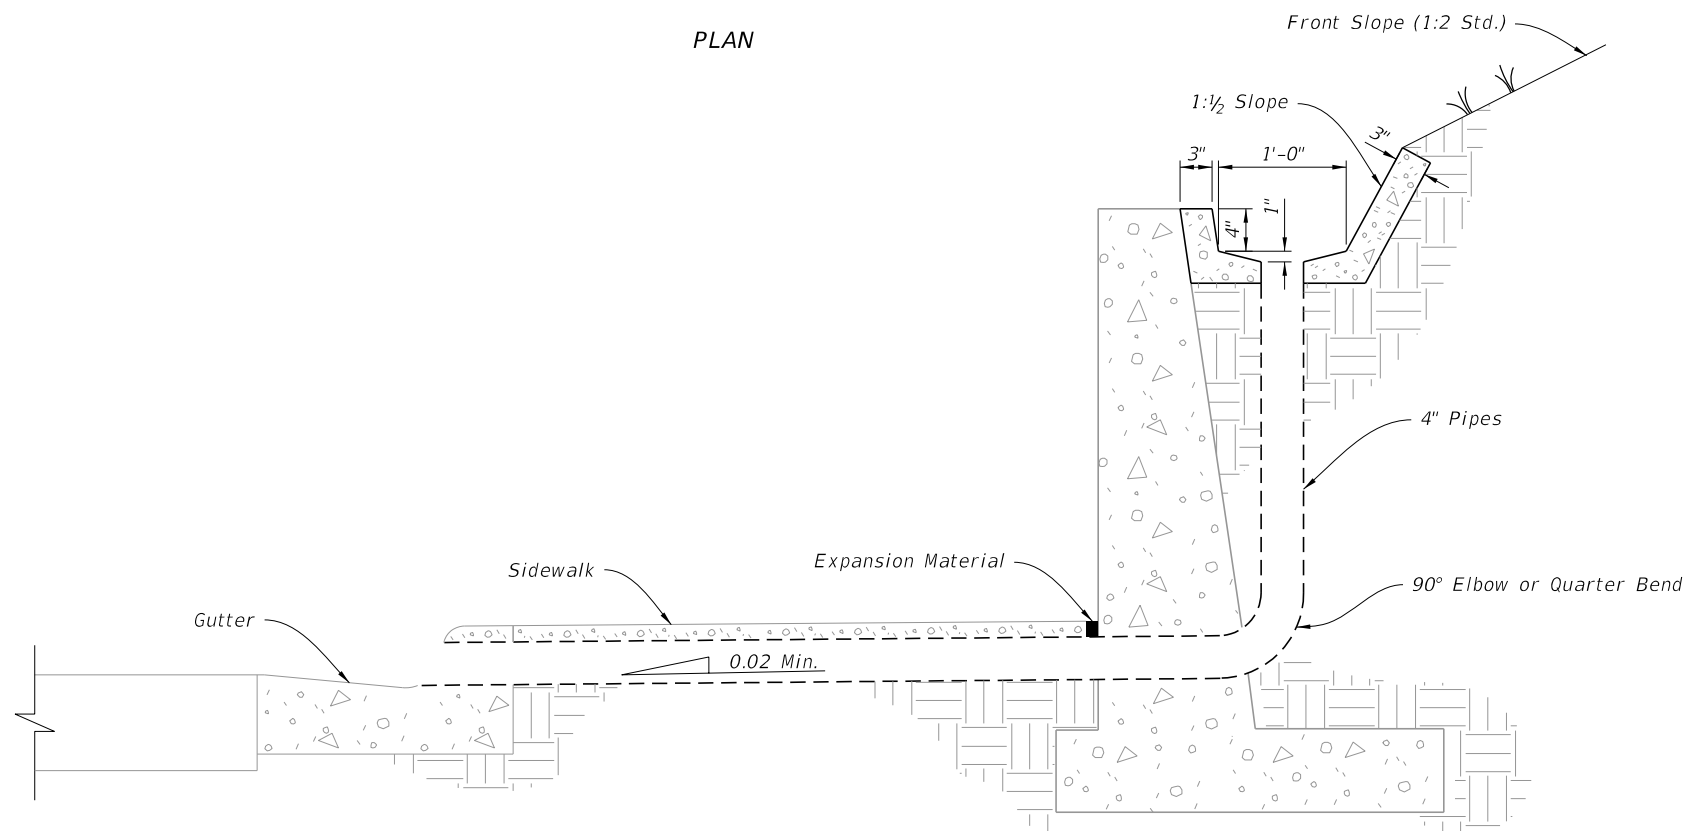 PLAN
Front Slope (1:2 Std.)
1:½ Slope
3"
3"
1'-0"
1"
4"
4" Pipes
Expansion Material
Sidewalk
90° Elbow or Quarter Bend
Gutter
0.02 Min.